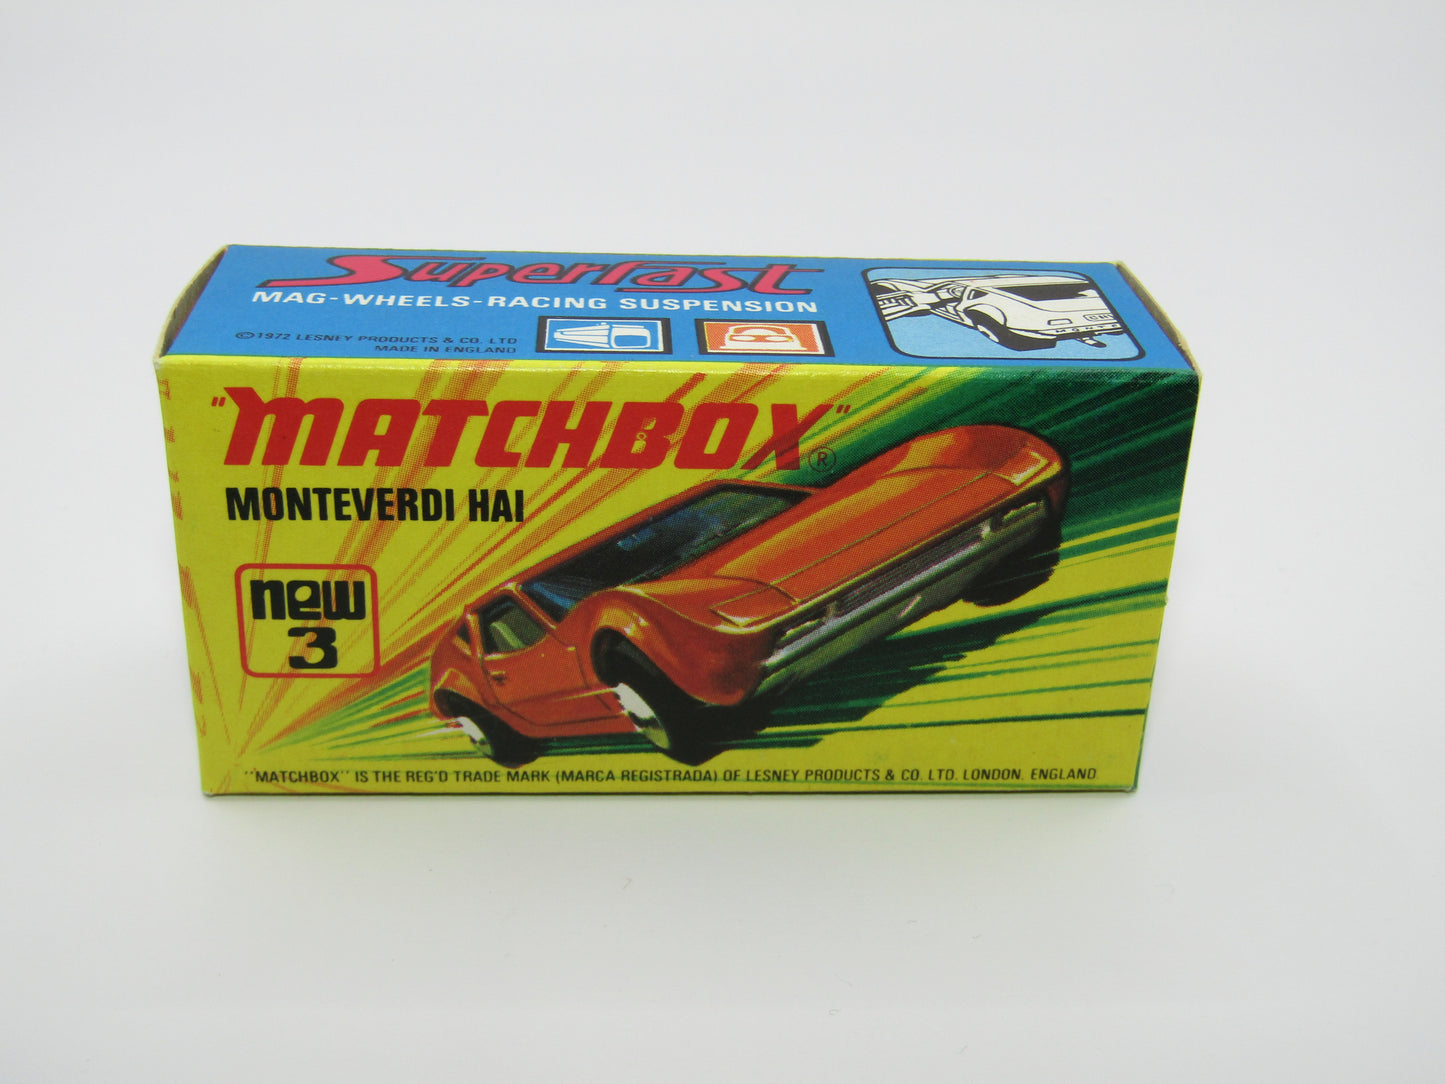 Superfast
MAG-WHEELS-RACING SUSPENSION
©1972 LESNEY PRODUCTS & CO. LTD
MADE IN ENGLAND
"MATCHBOX"®
MONTEVERDI HAI
new
3
"MATCHBOX" IS THE REG'D TRADE MARK (MARCA REGISTRADA) OF LESNEY PRODUCTS & CO. LTD. LONDON. ENGLAND